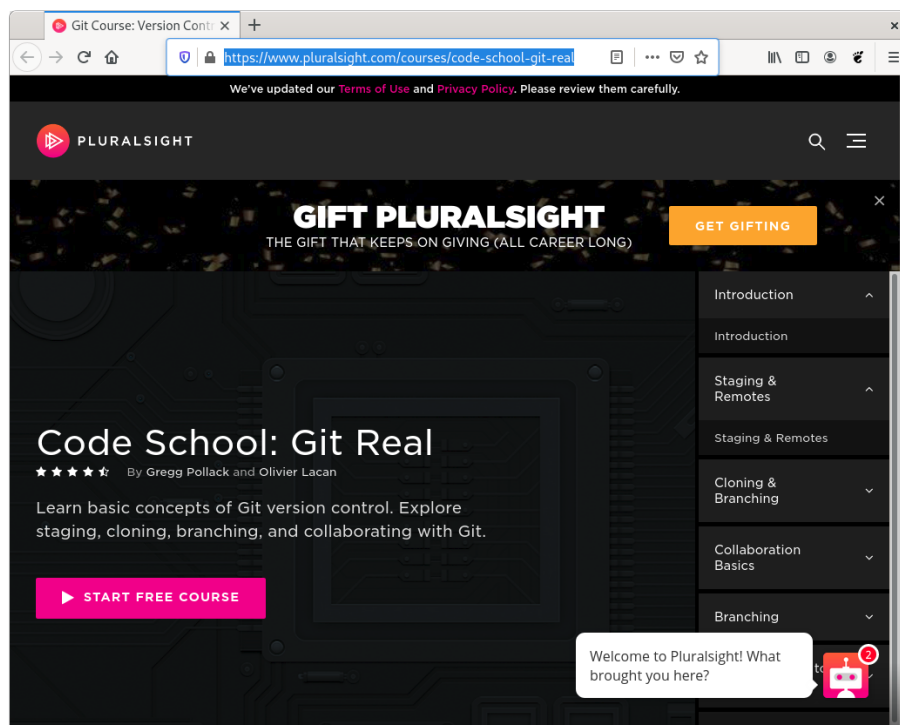 Git Course: Version Contr
https://www.pluralsight.com/courses/code-school-git-real
We've updated our Terms of Use and Privacy Policy. Please review them carefully.
PLURALSIGHT
GIFT PLURALSIGHT
THE GIFT THAT KEEPS ON GIVING (ALL CAREER LONG)
GET GIFTING
Code School: Git Real
By Gregg Pollack and Olivier Lacan
Learn basic concepts of Git version control. Explore
staging, cloning, branching, and collaborating with Git.
START FREE COURSE
Introduction
Introduction
Staging &
Remotes
Staging & Remotes
Cloning &
Branching
Collaboration
Basics
Branching
Welcome to Pluralsight! What
brought you here?
2